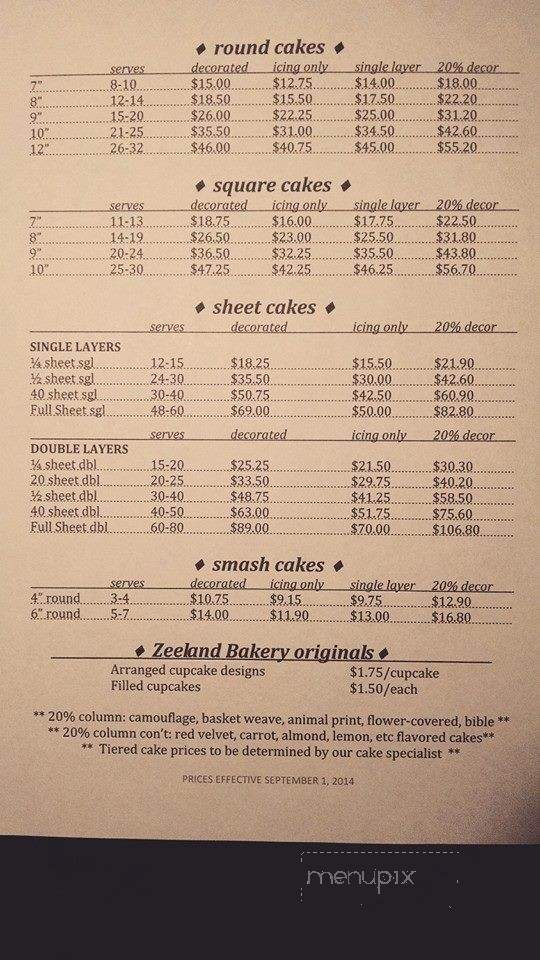 ♦ round cakes ♦
serves decorated icing only single layer 20% decor
7" 8-10 $15.00 $12.75 $14.00 $18.00
8" 12-14 $18.50 $15.50 $17.50 $22.20
9" 15-20 $26.00 $22.25 $25.00 $31.20
10" 21-25 $35.50 $31.00 $34.50 $42.60
12" 26-32 $46.00 $40.75 $45.00 $55.20
♦ square cakes ♦
serves decorated icing only single layer 20% decor
7" 11-13 $18.75 $16.00 $17.75 $22.50
8" 14-19 $26.50 $23.00 $25.50 $31.80
9" 20-24 $36.50 $32.25 $35.50 $43.80
10" 25-30 $47.25 $42.25 $46.25 $56.70
♦ sheet cakes ♦
serves decorated icing only 20% decor
SINGLE LAYERS
¼ sheet sgl 12-15 $18.25 $15.50 $21.90
½ sheet sgl 24-30 $35.50 $30.00 $42.60
40 sheet sgl 30-40 $50.75 $42.50 $60.90
Full Sheet sgl 48-60 $69.00 $50.00 $82.80
serves decorated icing only 20% decor
DOUBLE LAYERS
¼ sheet dbl 15-20 $25.25 $21.50 $30.30
20 sheet dbl 20-25 $33.50 $29.75 $40.20
½ sheet dbl 30-40 $48.75 $41.25 $58.50
40 sheet dbl 40-50 $63.00 $51.75 $75.60
Full Sheet dbl 60-80 $89.00 $70.00 $106.80
♦ smash cakes ♦
serves decorated icing only single layer 20% decor
4" round 3-4 $10.75 $9.15 $9.75 $12.90
6" round 5-7 $14.00 $11.90 $13.00 $16.80
♦ Zeeland Bakery originals ♦
Arranged cupcake designs $1.75/cupcake
Filled cupcakes $1.50/each
** 20% column: camouflage, basket weave, animal print, flower-covered, bible **
** 20% column con't: red velvet, carrot, almond, lemon, etc flavored cakes**
** Tiered cake prices to be determined by our cake specialist **
PRICES EFFECTIVE SEPTEMBER 1, 2014
menupix